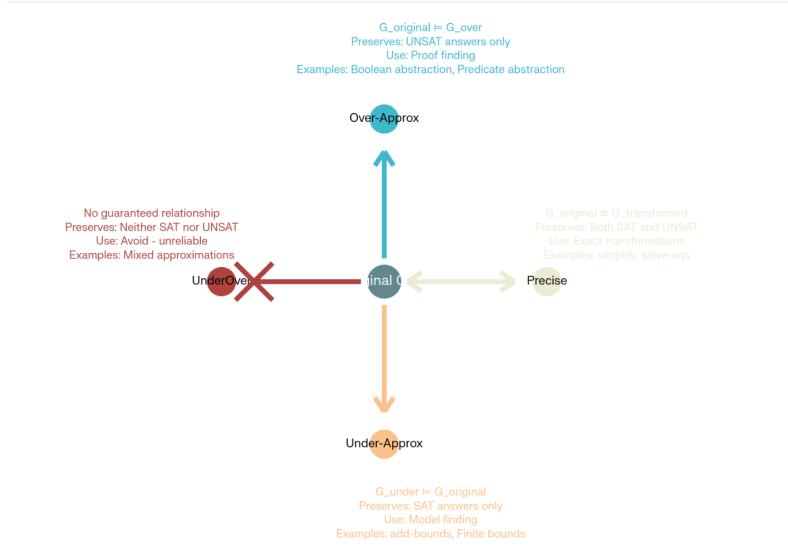 G_original ⊨ G_over
Preserves: UNSAT answers only
Use: Proof finding
Examples: Boolean abstraction, Predicate abstraction
Over-Approx
No guaranteed relationship
Preserves: Neither SAT nor UNSAT
Use: Avoid - unreliable
Examples: Mixed approximations
UnderOver
G_original ≡ G_transformed
Preserves: Both SAT and UNSAT
Use: Exact transformations
Examples: simplify, solve-eqs
Precise
Under-Approx
G_under ⊨ G_original
Preserves: SAT answers only
Use: Model finding
Examples: add-bounds, Finite bounds